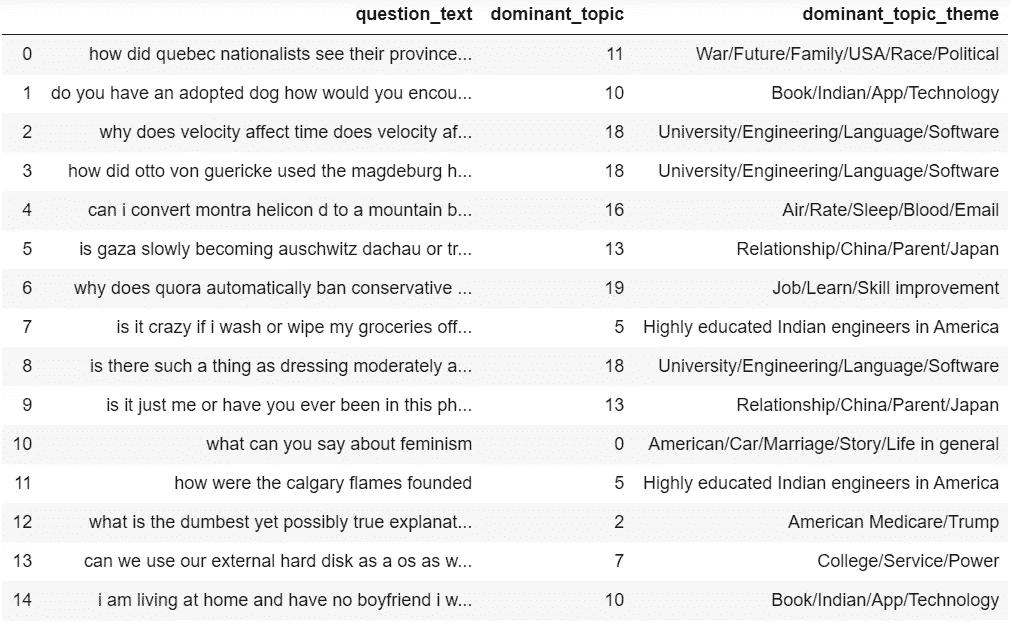 question_text dominant_topic dominant_topic_theme
0 how did quebec nationalists see their province... 11 War/Future/Family/USA/Race/Political
1 do you have an adopted dog how would you encou... 10 Book/Indian/App/Technology
2 why does velocity affect time does velocity af... 18 University/Engineering/Language/Software
3 how did otto von guericke used the magdeburg h... 18 University/Engineering/Language/Software
4 can i convert montra helicon d to a mountain b... 16 Air/Rate/Sleep/Blood/Email
5 is gaza slowly becoming auschwitz dachau or tr... 13 Relationship/China/Parent/Japan
6 why does quora automatically ban conservative ... 19 Job/Learn/Skill improvement
7 is it crazy if i wash or wipe my groceries off... 5 Highly educated Indian engineers in America
8 is there such a thing as dressing moderately a... 18 University/Engineering/Language/Software
9 is it just me or have you ever been in this ph... 13 Relationship/China/Parent/Japan
10 what can you say about feminism 0 American/Car/Marriage/Story/Life in general
11 how were the calgary flames founded 5 Highly educated Indian engineers in America
12 what is the dumbest yet possibly true explanat... 2 American Medicare/Trump
13 can we use our external hard disk as a os as w... 7 College/Service/Power
14 i am living at home and have no boyfriend i w... 10 Book/Indian/App/Technology